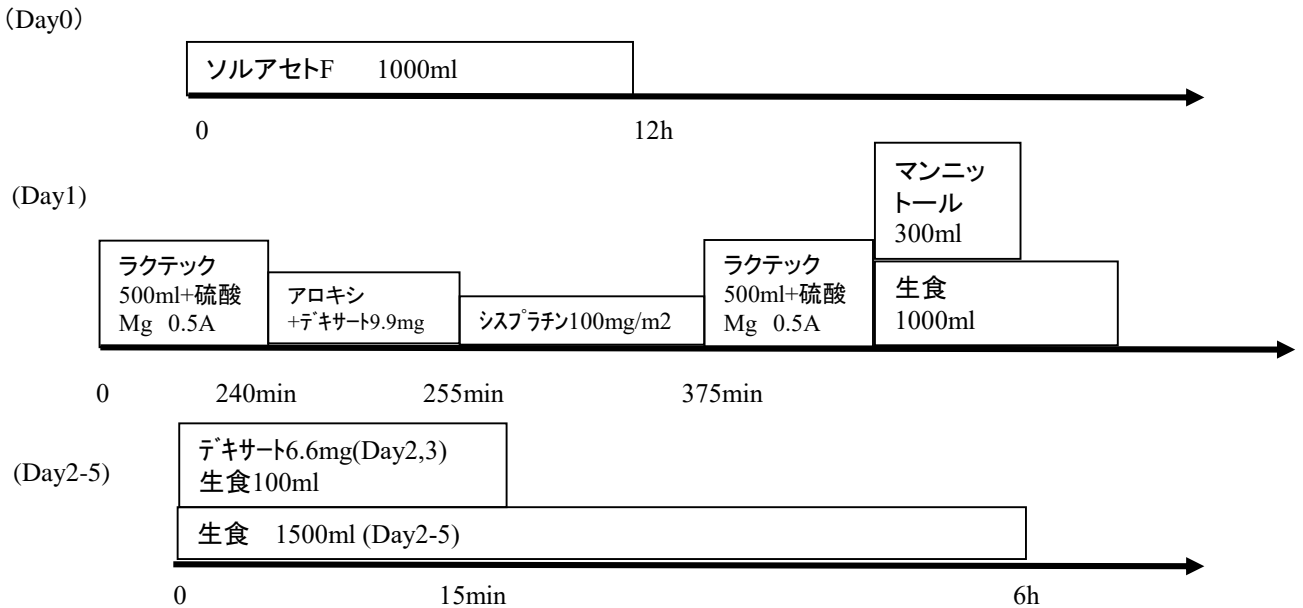 （Day0）
ソルアセトF 1000ml
0 12h
(Day1)
マンニッ
トール
300ml
ラクテック
500ml+硫酸
Mg 0.5A
アロキシ
+デキサート9.9mg
シスプラチン100mg/m2
ラクテック
500ml+硫酸
Mg 0.5A
生食
1000ml
0 240min 255min 375min
(Day2-5)
デキサート6.6mg(Day2,3)
生食100ml
生食 1500ml (Day2-5)
0 15min 6h